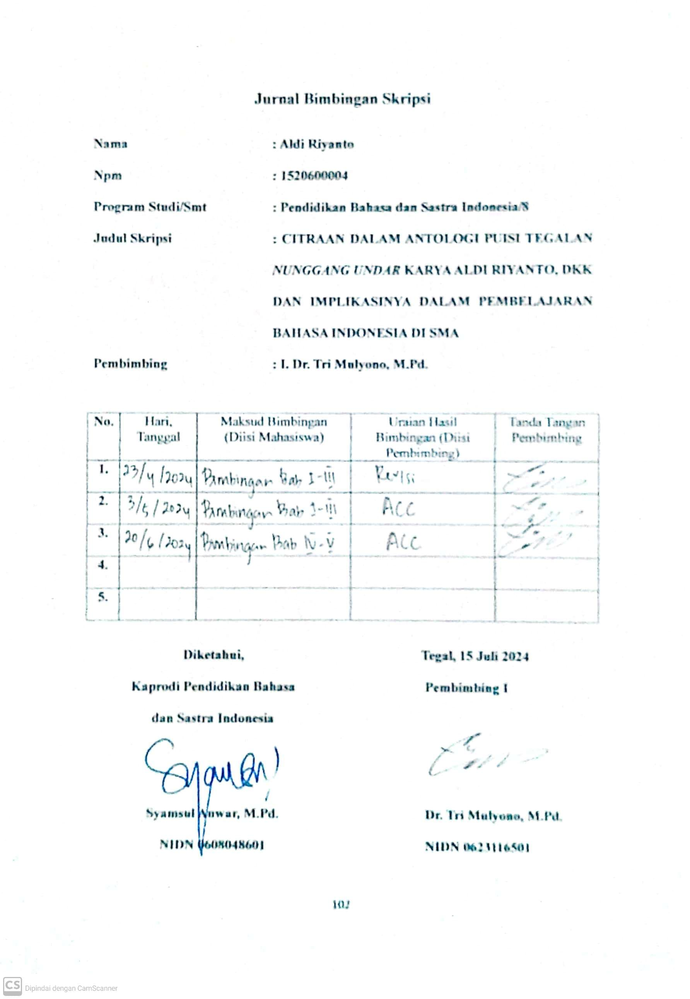 Jurnal Bimbingan Skripsi
Nama : Aldi Riyanto
Npm : 1520600004
Program Studi/Smt : Pendidikan Bahasa dan Sastra Indonesia/8
Judul Skripsi : CITRAAN DALAM ANTOLOGI PUISI TEGALAN
NUNGGANG UNDAR KARYA ALDI RIYANTO, DKK
DAN IMPLIKASINYA DALAM PEMBELAJARAN
BAHASA INDONESIA DI SMA
Pembimbing : I. Dr. Tri Mulyono, M.Pd.
No. Hari, Tanggal Maksud Bimbingan (Diisi Mahasiswa) Uraian Hasil Bimbingan (Diisi Pembimbing) Tanda Tangan Pembimbing
1. 23/4/2024 Bimbingan Bab I-III Revisi
2. 3/5/2024 Bimbingan Bab I-III ACC
3. 20/6/2024 Bimbingan Bab IV-V ACC
4.
5.
Diketahui,
Kaprodi Pendidikan Bahasa
dan Sastra Indonesia
Syamsul Anwar, M.Pd.
NIDN 0608048601
Tegal, 15 Juli 2024
Pembimbing I
Dr. Tri Mulyono, M.Pd.
NIDN 0623116501
102
CS Dipindai dengan CamScanner